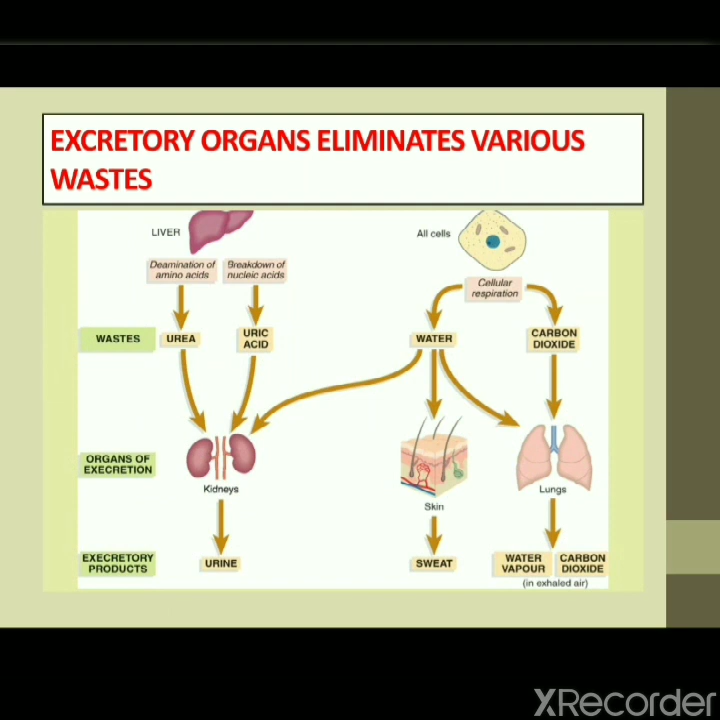 EXCRETORY ORGANS ELIMINATES VARIOUS
WASTES
LIVER
All cells
Deamination of
amino acids
Breakdown of
nucleic acids
Cellular
respiration
WASTES
UREA
URIC
ACID
WATER
CARBON
DIOXIDE
ORGANS OF
EXECRETION
Kidneys
Skin
Lungs
EXECRETORY
PRODUCTS
URINE
SWEAT
WATER
VAPOUR
CARBON
DIOXIDE
(in exhaled air)
XRecorder